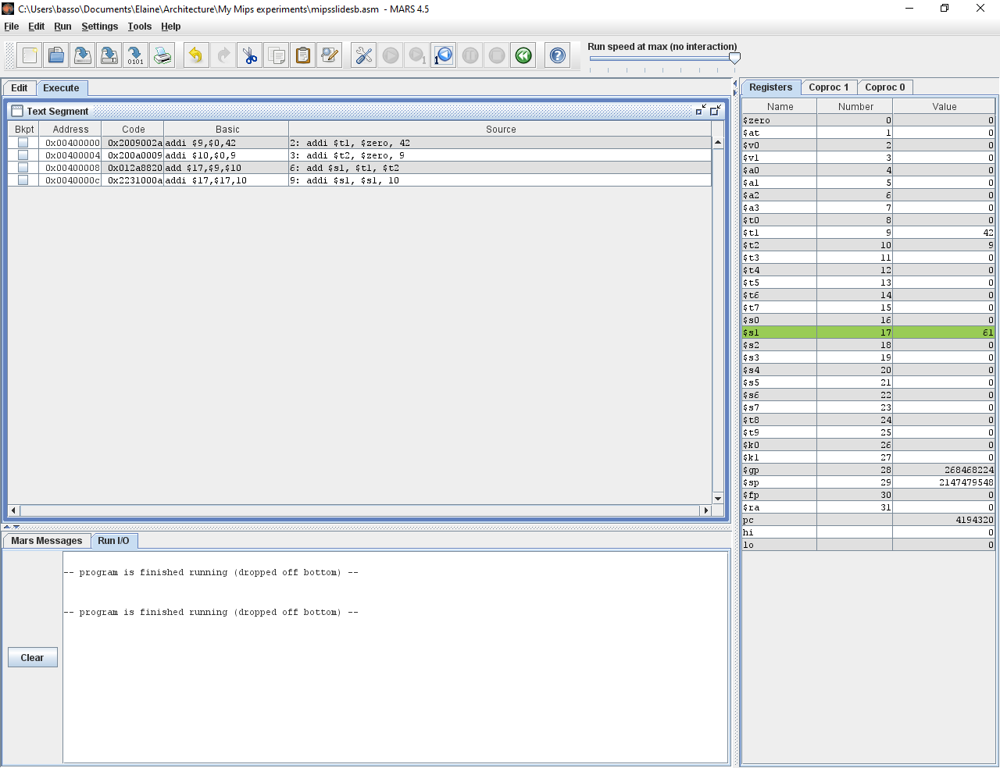 C:\Users\basso\Documents\Elaine\Architecture\My Mips experiments\mipsslidesb.asm - MARS 4.5
File Edit Run Settings Tools Help
Run speed at max (no interaction)
0101
1
1
Edit Execute
Text Segment
Bkpt Address Code Basic Source
0x00400000 0x2009002a addi $9,$0,42 2: addi $t1, $zero, 42
0x00400004 0x200a0009 addi $10,$0,9 3: addi $t2, $zero, 9
0x00400008 0x012a8820 add $17,$9,$10 6: add $s1, $t1, $t2
0x0040000c 0x2231000a addi $17,$17,10 9: addi $s1, $s1, 10
Mars Messages Run I/O
-- program is finished running (dropped off bottom) --
-- program is finished running (dropped off bottom) --
Clear
Registers Coproc 1 Coproc 0
Name Number Value
$zero 0 0
$at 1 0
$v0 2 0
$v1 3 0
$a0 4 0
$a1 5 0
$a2 6 0
$a3 7 0
$t0 8 0
$t1 9 42
$t2 10 9
$t3 11 0
$t4 12 0
$t5 13 0
$t6 14 0
$t7 15 0
$s0 16 0
$s1 17 61
$s2 18 0
$s3 19 0
$s4 20 0
$s5 21 0
$s6 22 0
$s7 23 0
$t8 24 0
$t9 25 0
$k0 26 0
$k1 27 0
$gp 28 268468224
$sp 29 2147479548
$fp 30 0
$ra 31 0
pc 4194320
hi 0
lo 0